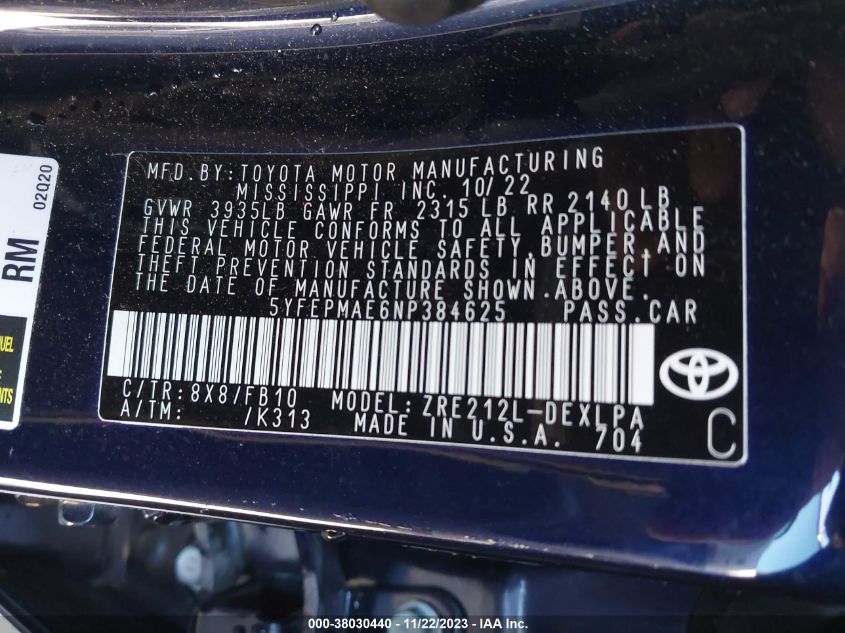 02Q20
RM
MFD.BY:TOYOTA MOTOR MANUFACTURING
MISSISSIPPI INC. 10/22
GVWR 3935LB GAWR FR 2315 LB RR 2140 LB
THIS VEHICLE CONFORMS TO ALL APPLICABLE
FEDERAL MOTOR VEHICLE SAFETY,BUMPER,AND
THEFT PREVENTION STANDARDS IN EFFECT ON
THE DATE OF MANUFACTURE SHOWN ABOVE.
5YFEPMAE6NP384625 PASS.CAR
C/TR:8X8/FB10 MODEL:ZRE212L-DEXLPA
A/TM: /K313 MADE IN U.S.A. 704
C
000-38030440 - 11/22/2023 - IAA Inc.